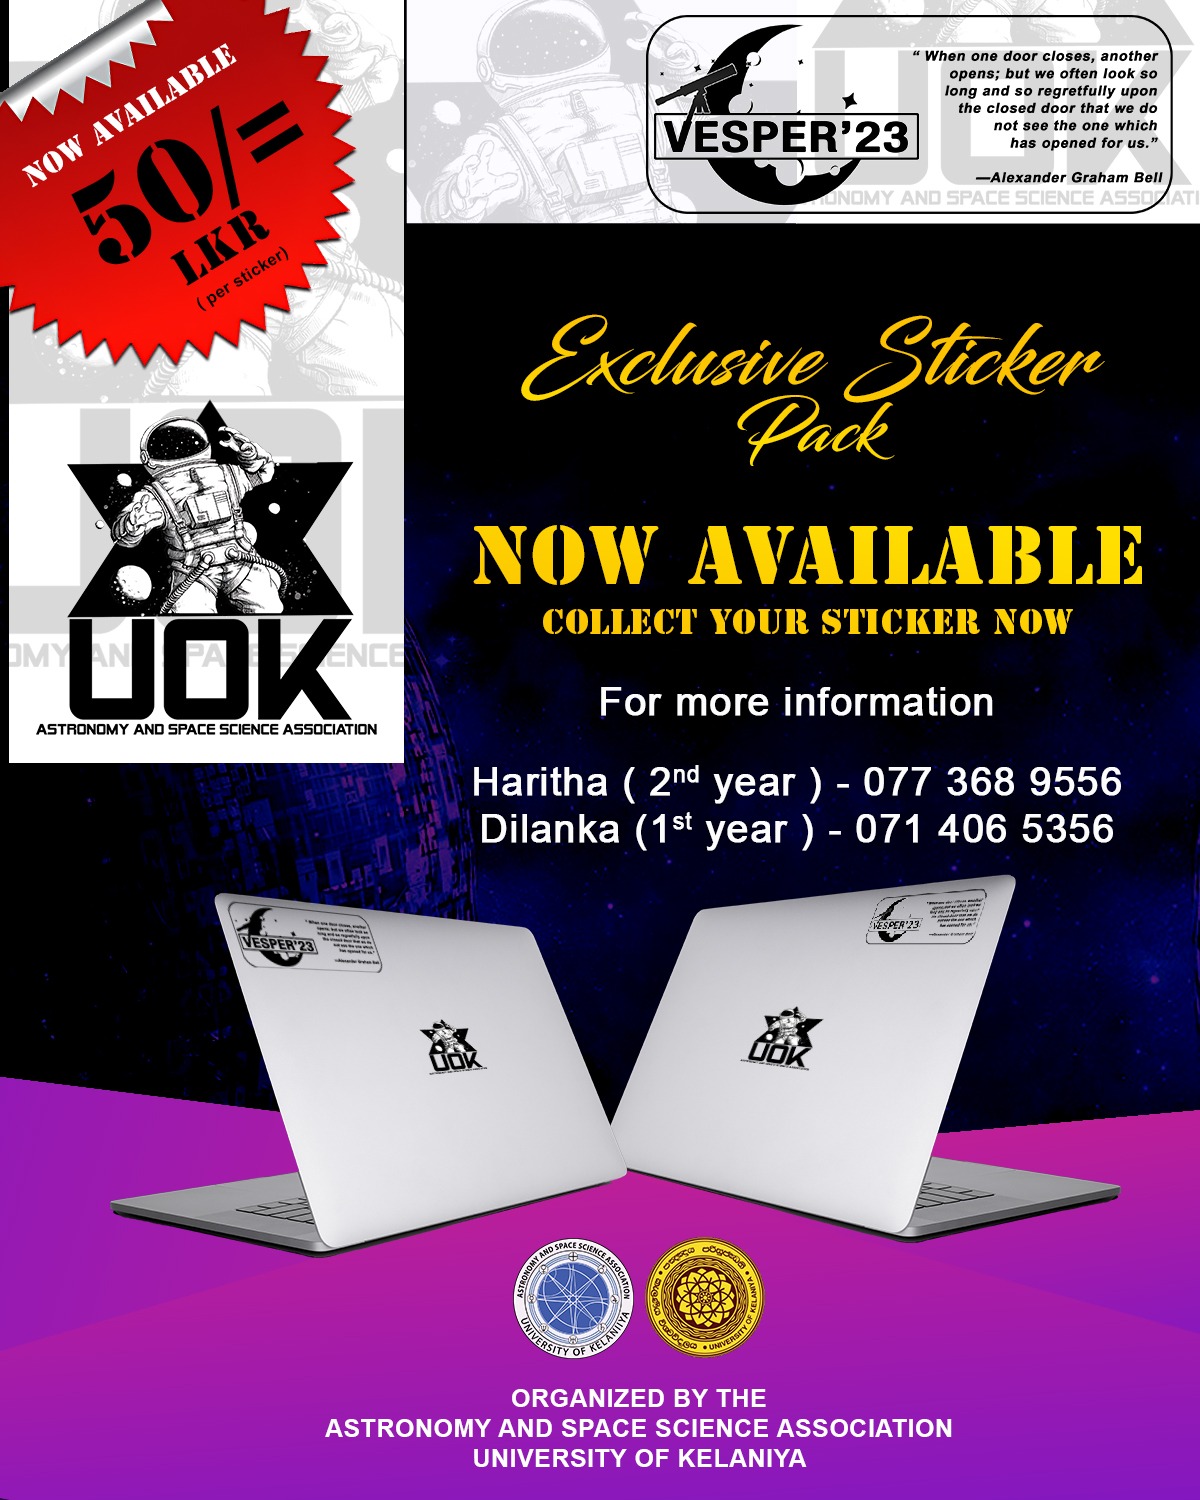 NOW AVAILABLE
50/=
LKR
( per sticker)
VESPER’23
“ When one door closes, another
opens; but we often look so
long and so regretfully upon
the closed door that we do
not see the one which
has opened for us.”
—Alexander Graham Bell
Exclusive Sticker
Pack
NOW AVAILABLE
COLLECT YOUR STICKER NOW
UOK
ASTRONOMY AND SPACE SCIENCE ASSOCIATION
For more information
Haritha ( 2nd year ) - 077 368 9556
Dilanka (1st year ) - 071 406 5356
VESPER’23
VESPER’23
UOK
UOK
ASTRONOMY AND SPACE SCIENCE ASSOCIATION
UNIVERSITY OF KELANIIYA
UNIVERSITY OF KELANIYA
ORGANIZED BY THE
ASTRONOMY AND SPACE SCIENCE ASSOCIATION
UNIVERSITY OF KELANIYA